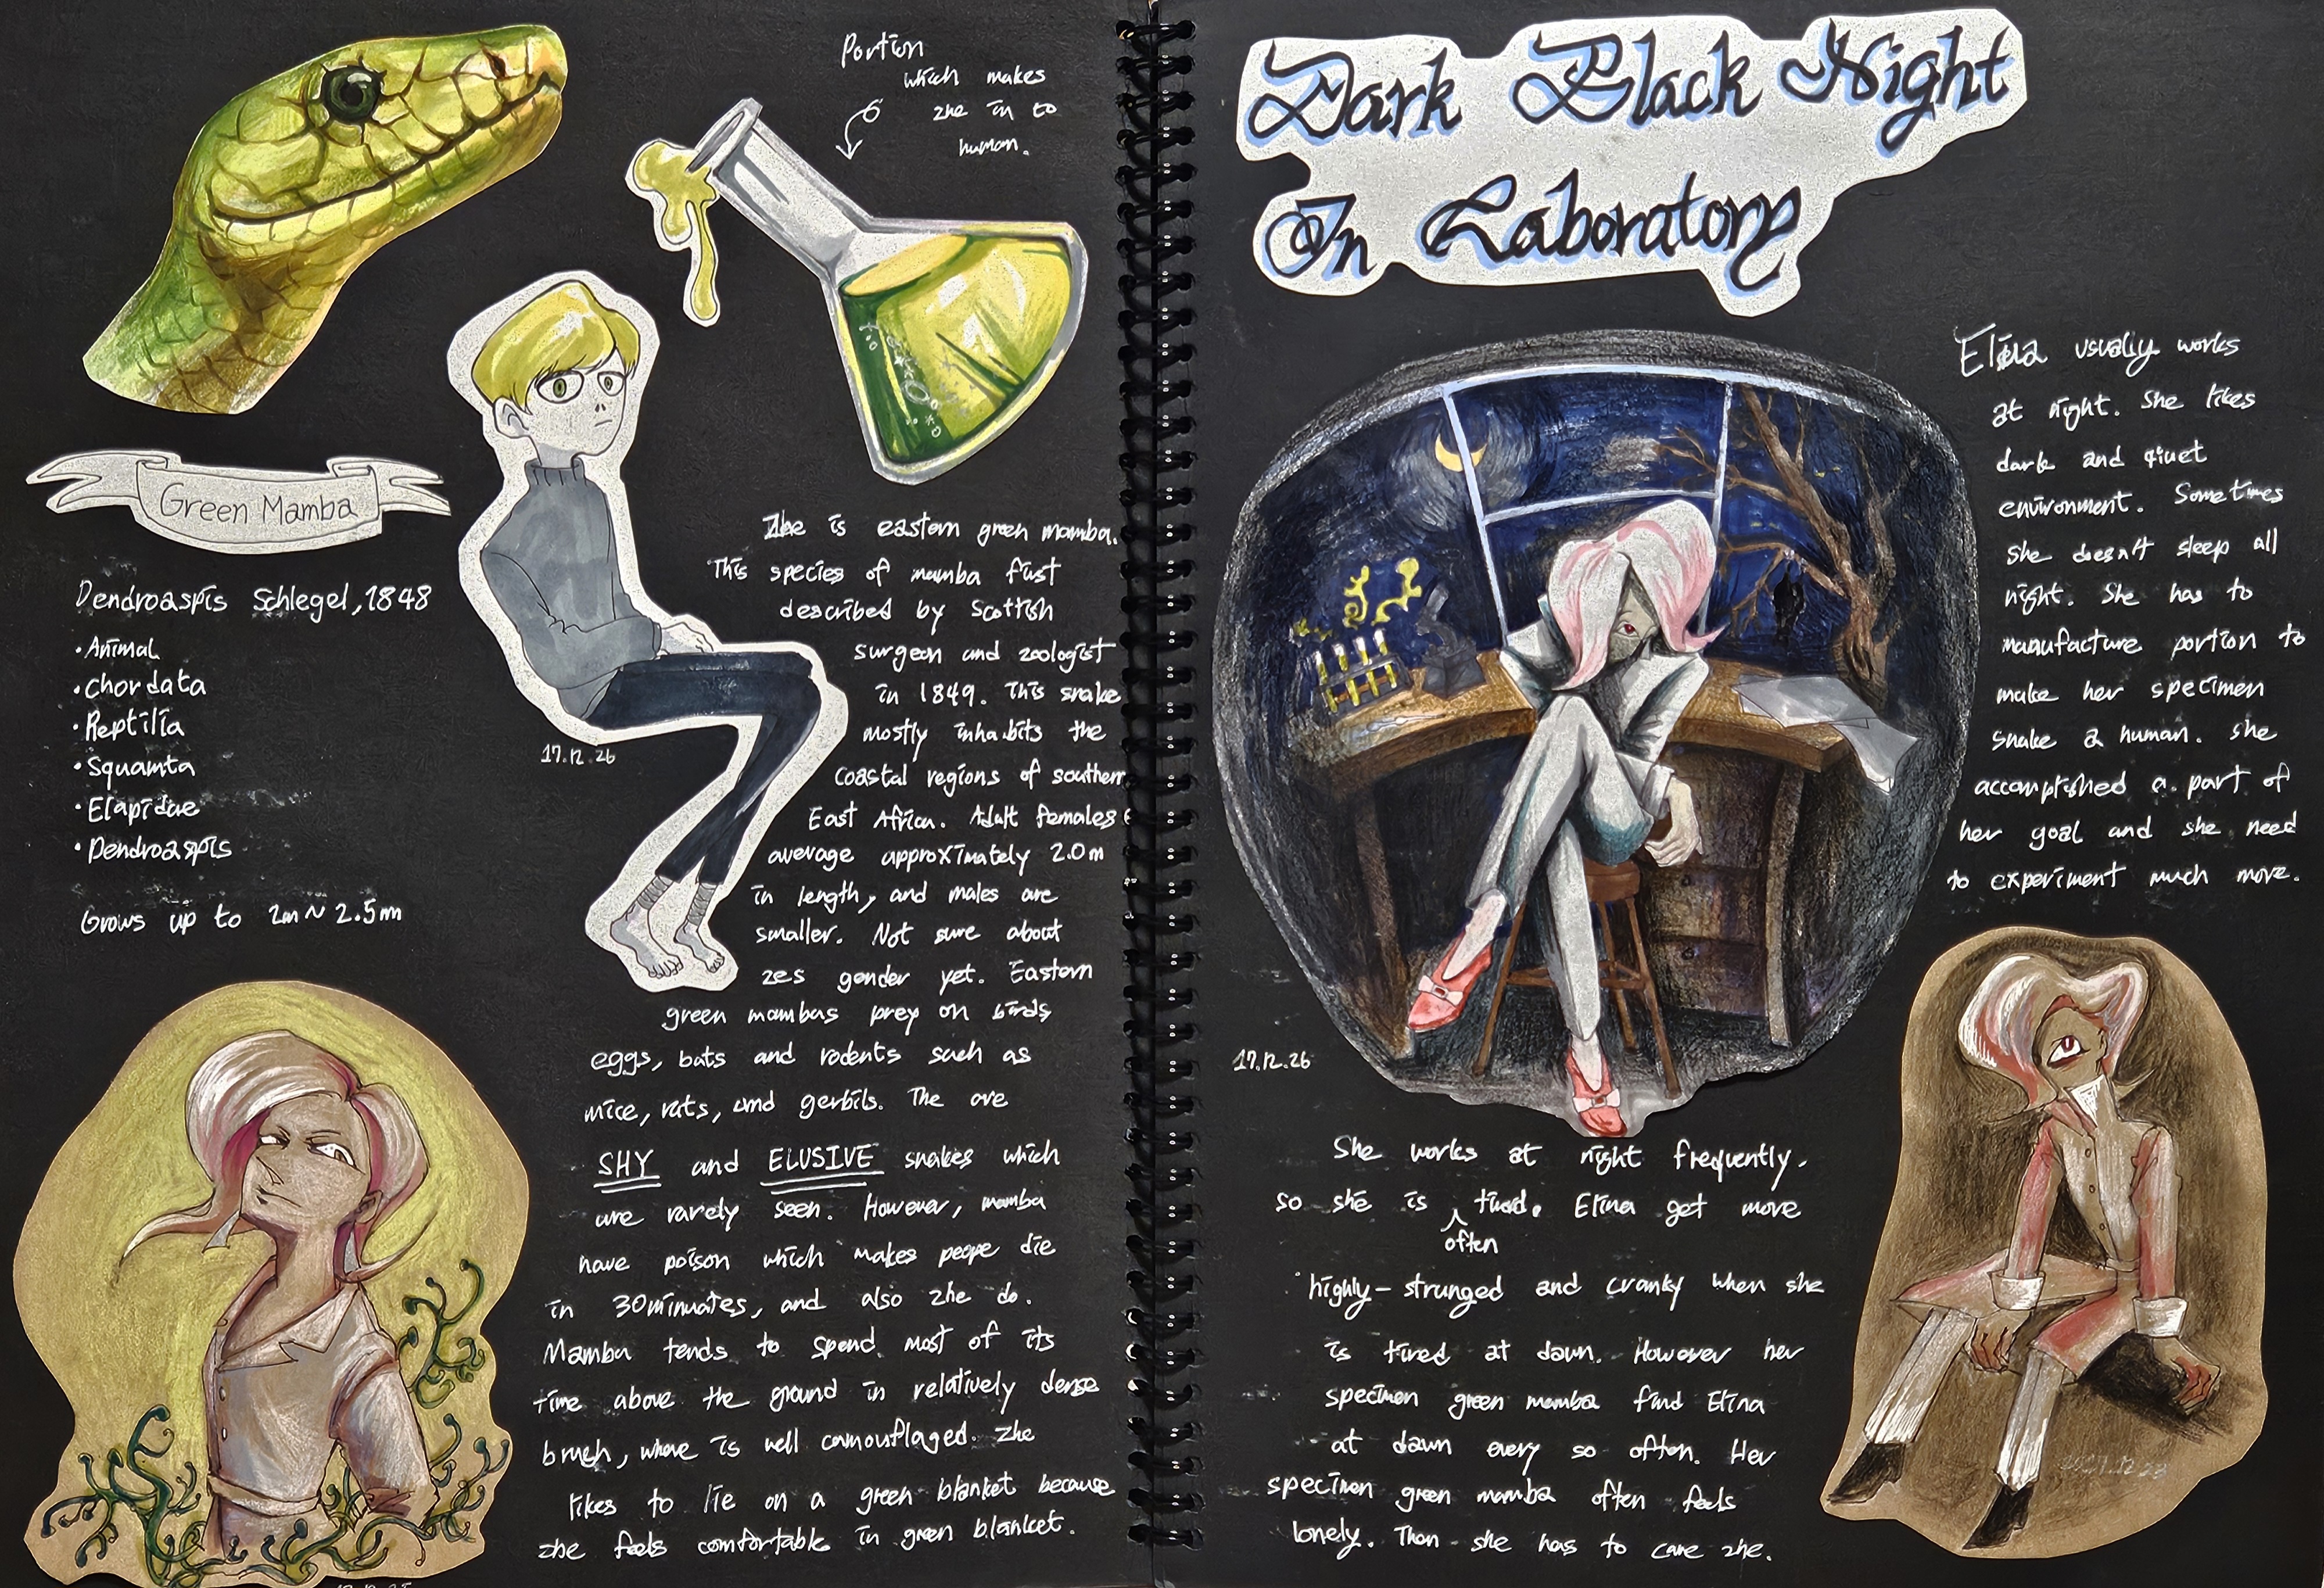 Portion
which makes
zhe in to
human.
Green Mamba
Dendroaspis Schlegel, 1848
• Animal
• Chordata
• Reptilia
• Squamta
• Elapidae
• Dendroaspis
Grows up to 2m~2.5m
17.12.26
Zhe is eastern green mamba.
This species of mamba first
described by Scottish
surgeon and zoologist
in 1849. This snake
mostly inhabits the
coastal regions of southern
East Africa. Adult females
average approximately 2.0m
in length, and males are
smaller. Not sure about
zes gender yet. Eastern
green mambas prey on birds
eggs, bats and rodents such as
mice, rats, and gerbils. The are
SHY and ELUSIVE snakes which
are rarely seen. However, mamba
have poison which makes peope die
in 30minuates, and also zhe do.
Mamba tends to spend most of its
time above the ground in relatively dense
brush, where is well camouflaged. Zhe
likes to lie on a green blanket because
zhe feels comfortable in green blanket.
Dark Black Night
In Laboratory
Elina usually works
at night. She likes
dark and qiuet
environment. Sometimes
she doesn't sleep all
night. She has to
manufacture portion to
make her specimen
snake a human. She
accomplished a part of
her goal and she need
to experiment much more.
17.12.26
She works at night frequently.
so she is often tired. Elina get more
highly-strunged and cranky when she
is tired at dawn. However her
specimen green mamba find Elina
at dawn every so often. Her
specimen green mamba often feels
lonely. Then she has to care zhe.